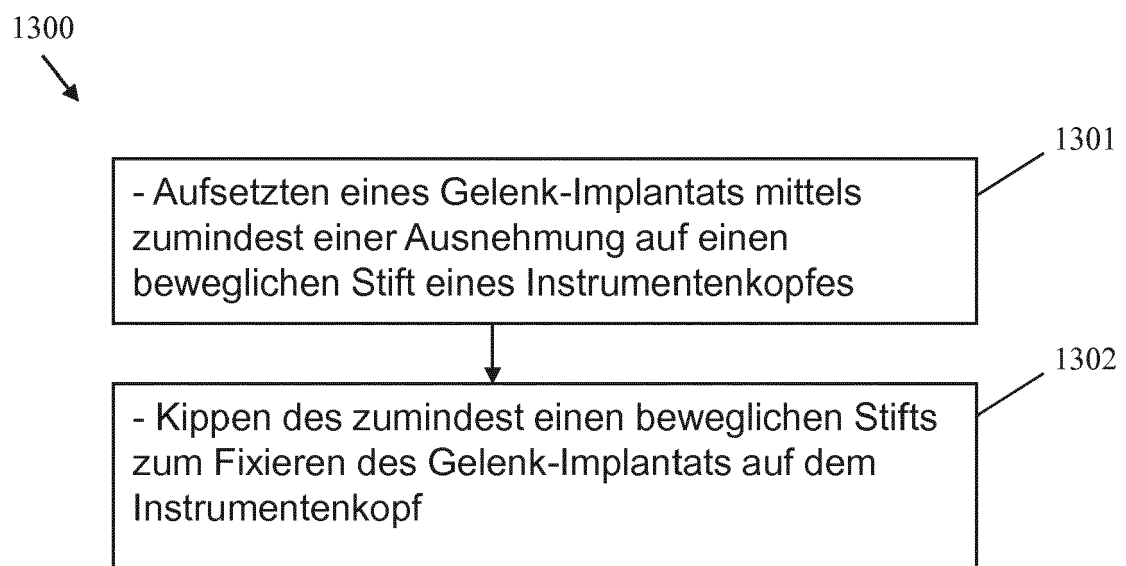 1300
1301
- Aufsetzten eines Gelenk-Implantats mittels
zumindest einer Ausnehmung auf einen
beweglichen Stift eines Instrumentenkopfes
1302
- Kippen des zumindest einen beweglichen Stifts
zum Fixieren des Gelenk-Implantats auf dem
Instrumentenkopf